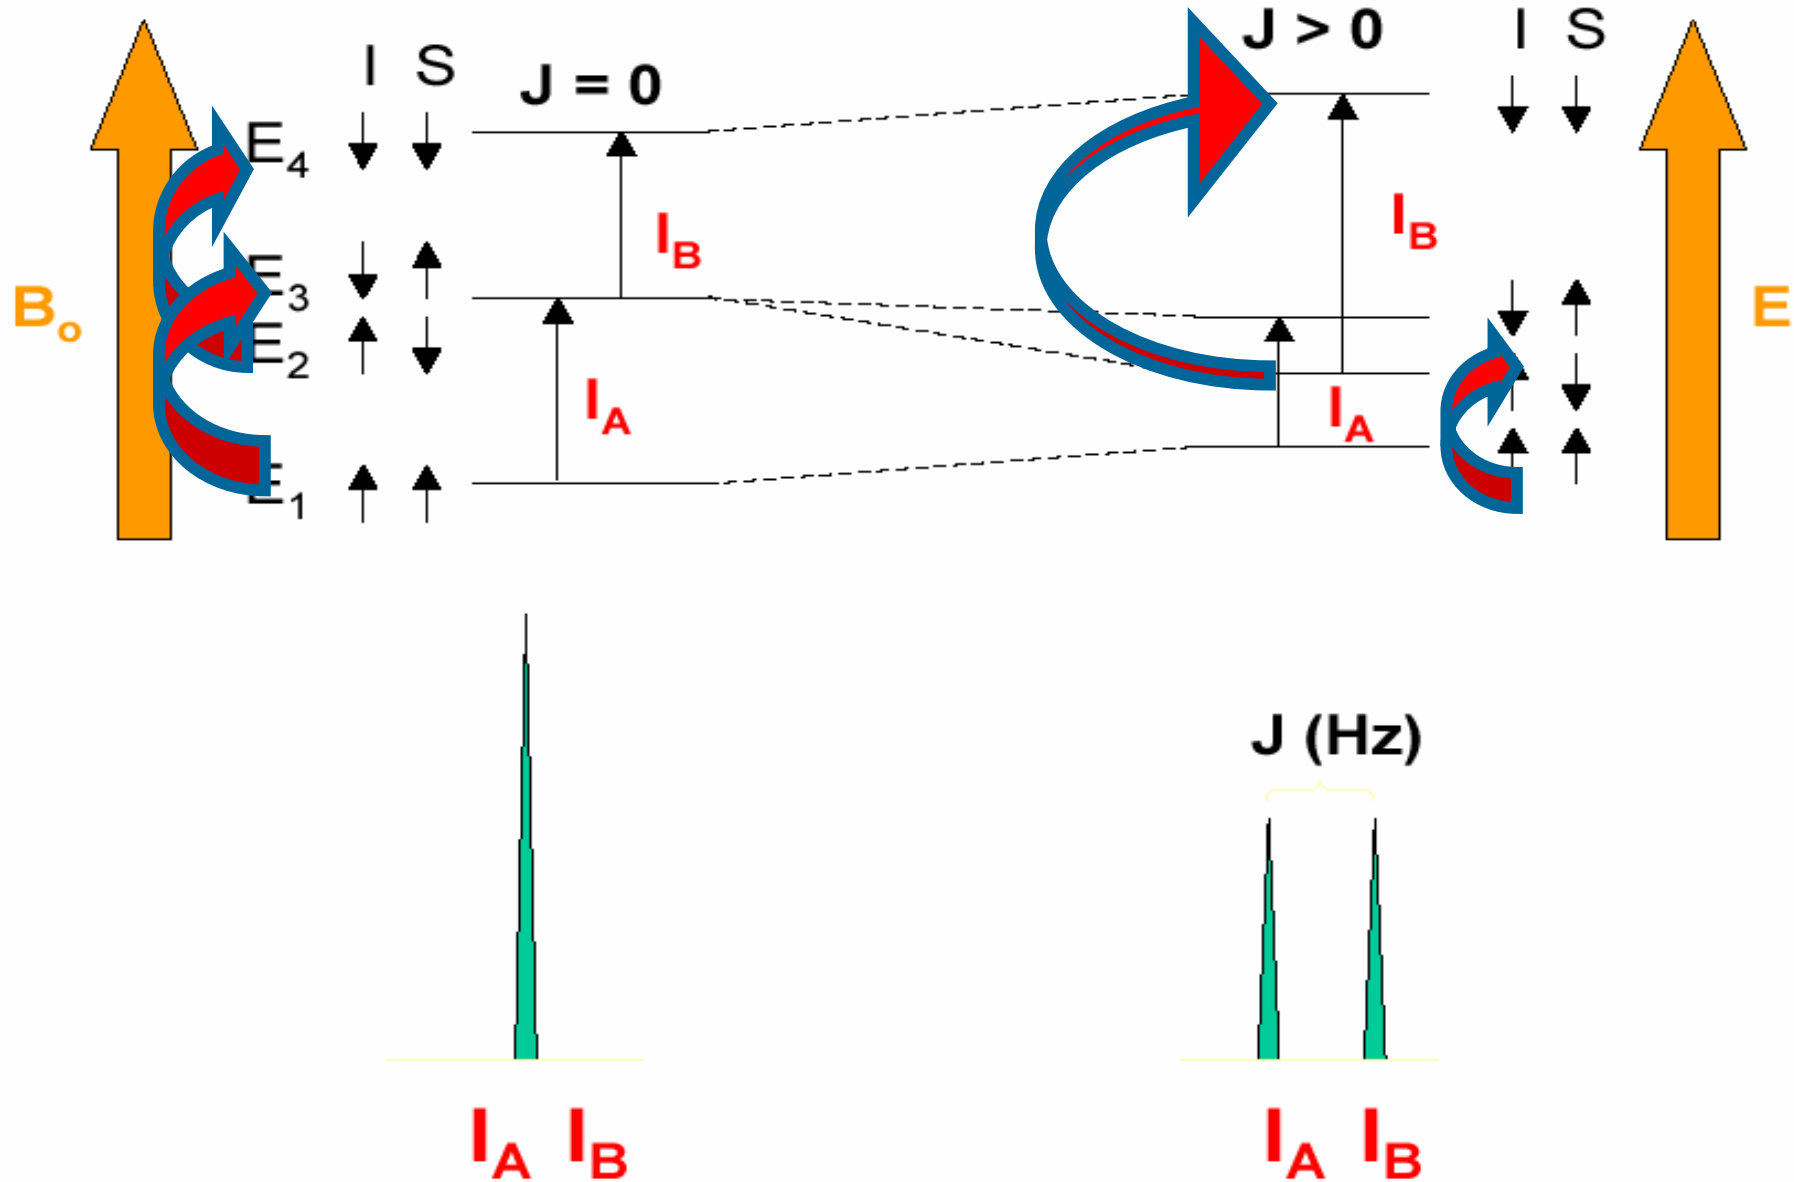 I S
J = 0
J > 0
I S
E4
IB
IB
E3
Bo
E
E2
IA
IA
E1
J (Hz)
IA IB
IA IB